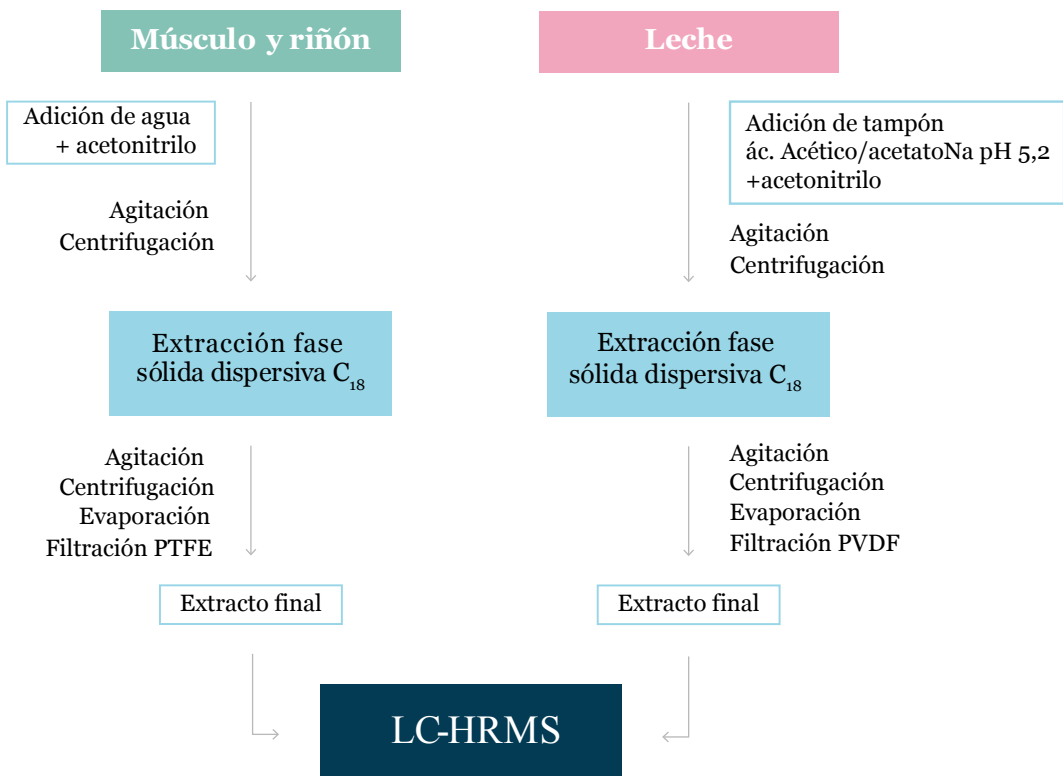 Músculo y riñón
Adición de agua
+ acetonitrilo
Agitación
Centrifugación
Extracción fase
sólida dispersiva C18
Agitación
Centrifugación
Evaporación
Filtración PTFE
Extracto final
Leche
Adición de tampón
ác. Acético/acetatoNa pH 5,2
+acetonitrilo
Agitación
Centrifugación
Extracción fase
sólida dispersiva C18
Agitación
Centrifugación
Evaporación
Filtración PVDF
Extracto final
LC-HRMS